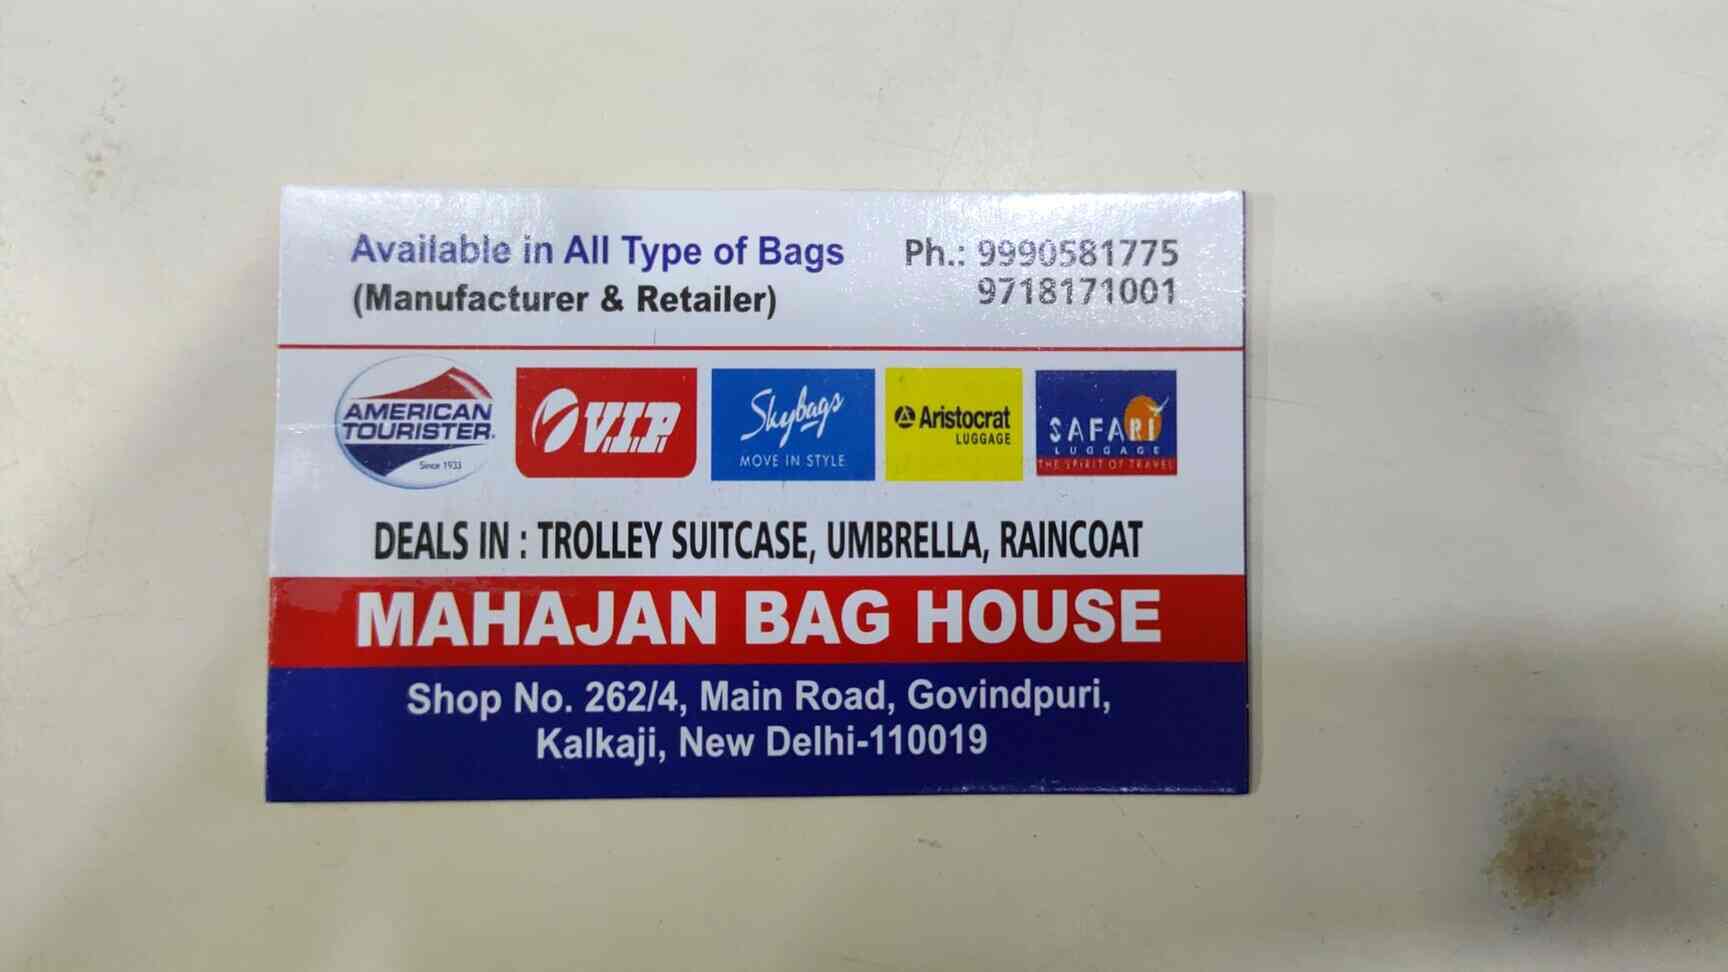 Available in All Type of Bags
(Manufacturer & Retailer)
Ph.: 9990581775
9718171001
AMERICAN
TOURISTER.
Since 1933
V.I.P.
Skybags
MOVE IN STYLE
Aristocrat
LUGGAGE
SAFARI
LUGGAGE
THE SPIRIT OF TRAVEL
DEALS IN : TROLLEY SUITCASE, UMBRELLA, RAINCOAT
MAHAJAN BAG HOUSE
Shop No. 262/4, Main Road, Govindpuri,
Kalkaji, New Delhi-110019